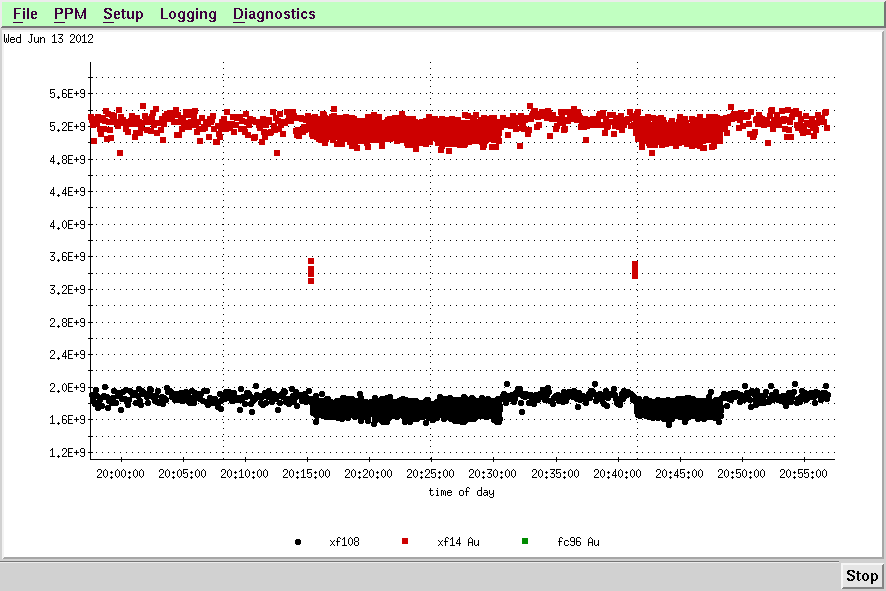 File PPM Setup Logging Diagnostics
Wed Jun 13 2012
5.6E+9
5.2E+9
4.8E+9
4.4E+9
4.0E+9
3.6E+9
3.2E+9
2.8E+9
2.4E+9
2.0E+9
1.6E+9
1.2E+9
20:00:00 20:05:00 20:10:00 20:15:00 20:20:00 20:25:00 20:30:00 20:35:00 20:40:00 20:45:00 20:50:00 20:55:00
time of day
xf108 xf14 Au fc96 Au
Stop